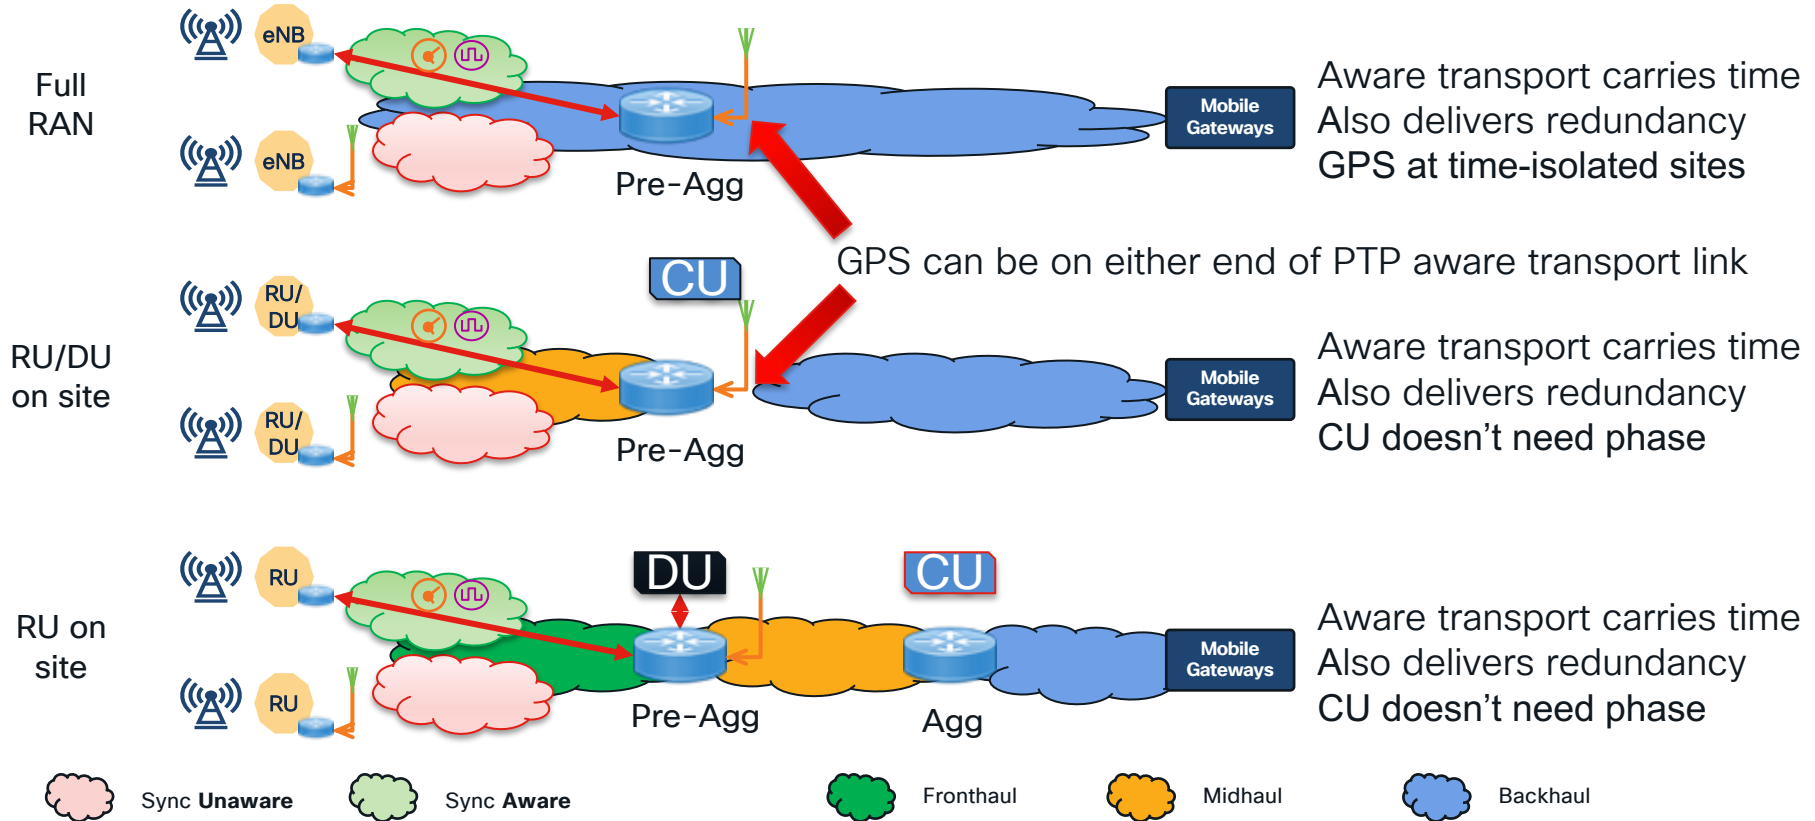 Full
RAN
eNB
eNB
Pre-Agg
Mobile
Gateways
Aware transport carries time
Also delivers redundancy
GPS at time-isolated sites
GPS can be on either end of PTP aware transport link
RU/DU
on site
RU/
DU
RU/
DU
CU
Pre-Agg
Mobile
Gateways
Aware transport carries time
Also delivers redundancy
CU doesn’t need phase
RU on
site
RU
RU
DU
CU
Pre-Agg
Agg
Mobile
Gateways
Aware transport carries time
Also delivers redundancy
CU doesn’t need phase
Sync Unaware
Sync Aware
Fronthaul
Midhaul
Backhaul